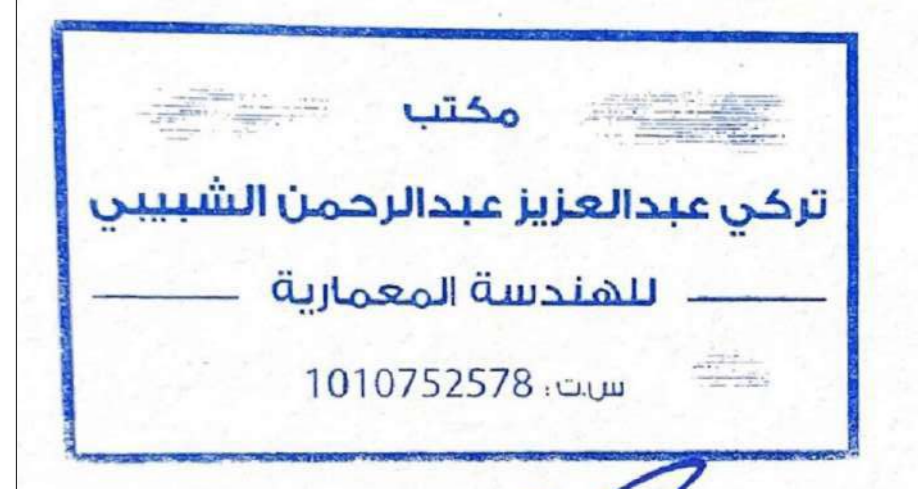 مكتب
تركي عبدالعزيز عبدالرحمن الشبيبي
للهندسة المعمارية
س.ت: 1010752578